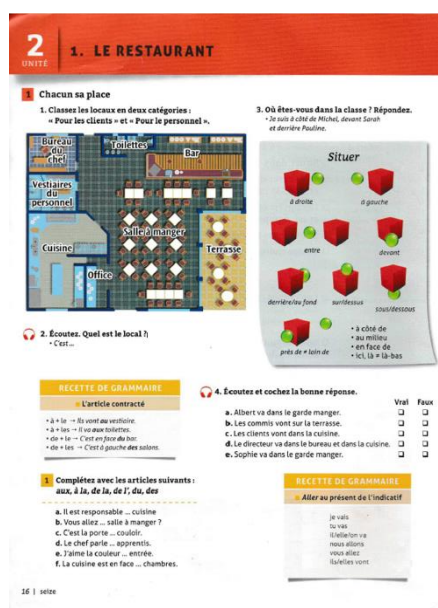 2
UNITÉ
1. LE RESTAURANT
1 Chacun sa place
1. Classez les locaux en deux catégories :
« Pour les clients » et « Pour le personnel ».
Bureau
du
chef
Toilettes
Bar
Vestiaires
du
personnel
Salle à manger
Cuisine
Office
Terrasse
2. Écoutez. Quel est le local ?
• C'est ...
3. Où êtes-vous dans la classe ? Répondez.
• Je suis à côté de Michel, devant Sarah
et derrière Pauline.
Situer
à droite
à gauche
entre
devant
derrière/au fond
sur/dessus
sous/dessous
près de ≠ loin de
• à côté de
• au milieu
• en face de
• ici, là ≠ là-bas
RECETTE DE GRAMMAIRE
L'article contracté
• à + le → Ils vont au vestiaire.
• à + les → Il va aux toilettes.
• de + le → C'est en face du bar.
• de + les → C'est à gauche des salons.
1 Complétez avec les articles suivants :
aux, à la, de la, de l', du, des
a. Il est responsable ... cuisine
b. Vous allez ... salle à manger ?
c. C'est la porte ... couloir.
d. Le chef parle ... apprentis.
e. J'aime la couleur ... entrée.
f. La cuisine est en face ... chambres.
4. Écoutez et cochez la bonne réponse.
Vrai Faux
a. Albert va dans le garde manger.
b. Les commis vont sur la terrasse.
c. Les clients vont dans la cuisine.
d. Le directeur va dans le bureau et dans la cuisine.
e. Sophie va dans le garde manger.
RECETTE DE GRAMMAIRE
Aller au présent de l'indicatif
je vais
tu vas
il/elle/on va
nous allons
vous allez
ils/elles vont
16 | seize